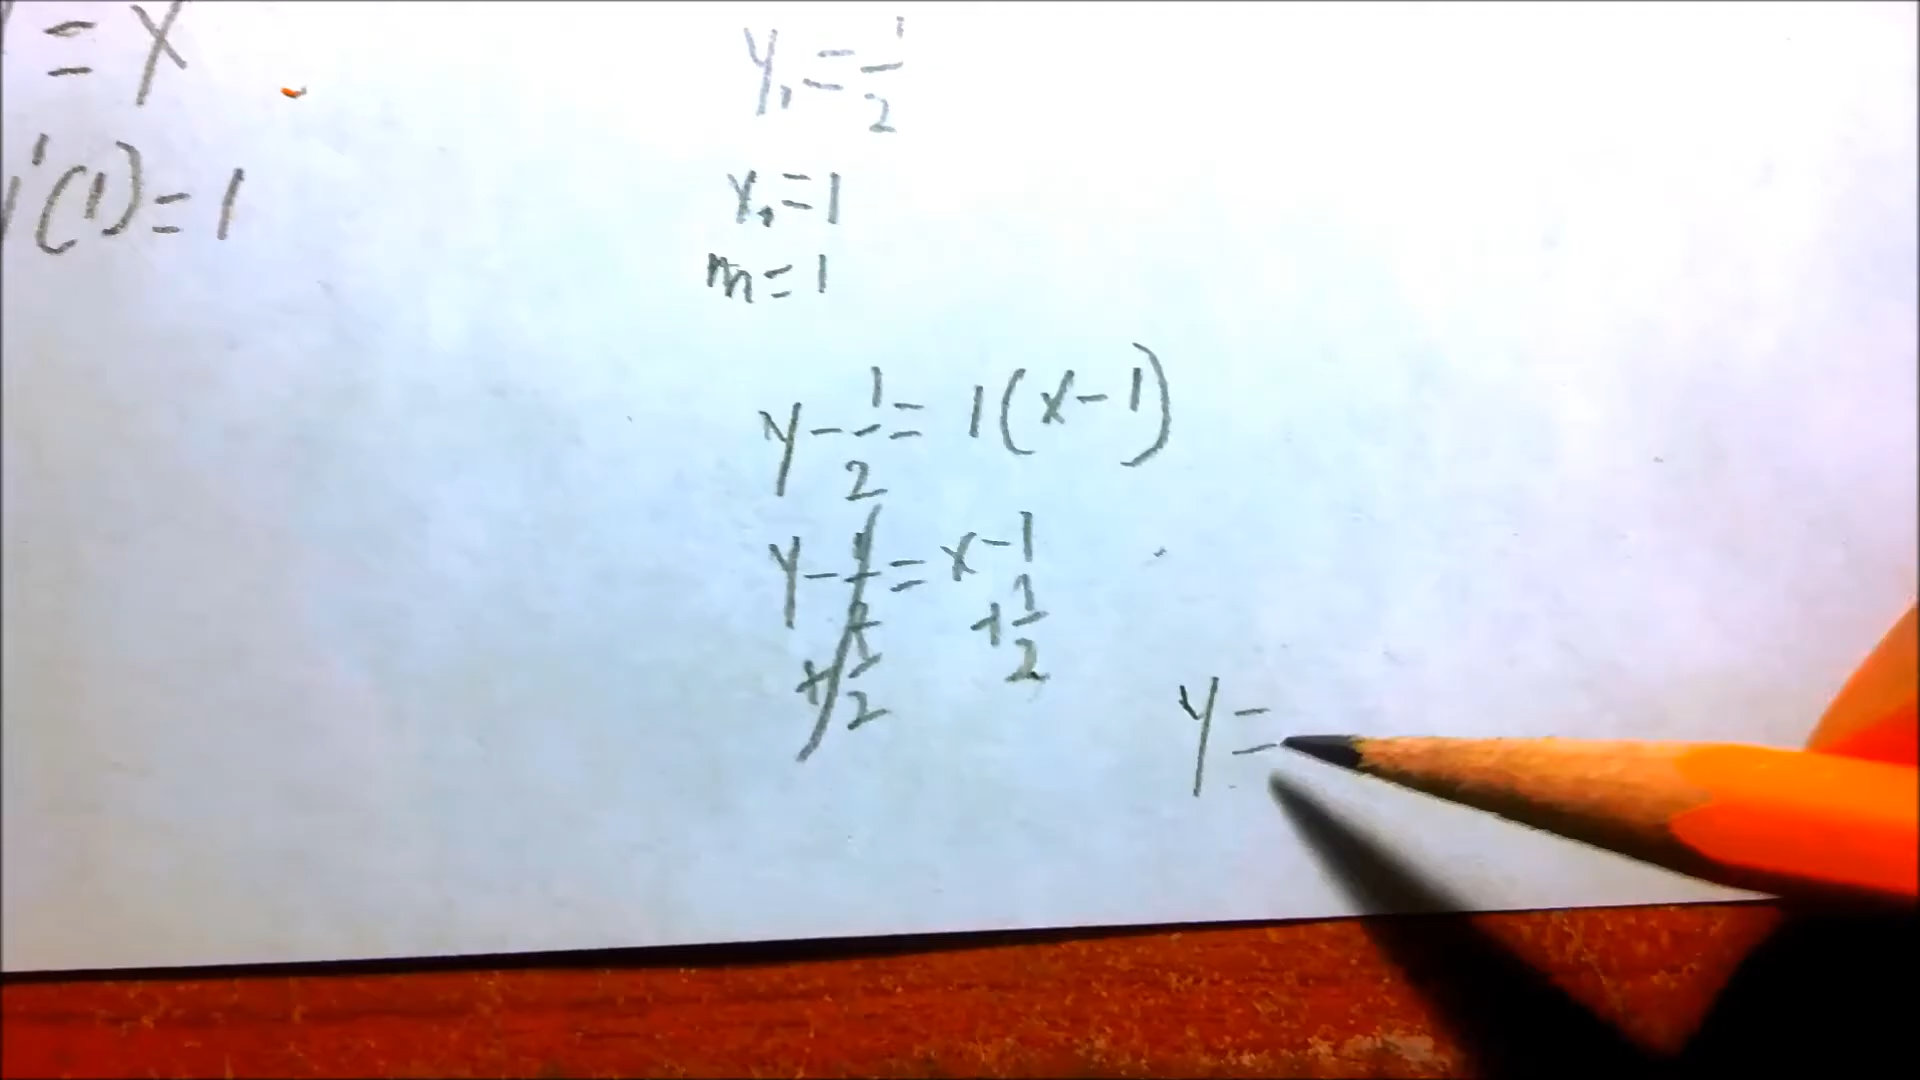 = x
'(1) = 1
y₁ = 1/2
x₁ = 1
m = 1
y - 1/2 = 1(x - 1)
y - 1/2 = x - 1
+ 1/2 + 1/2
y =